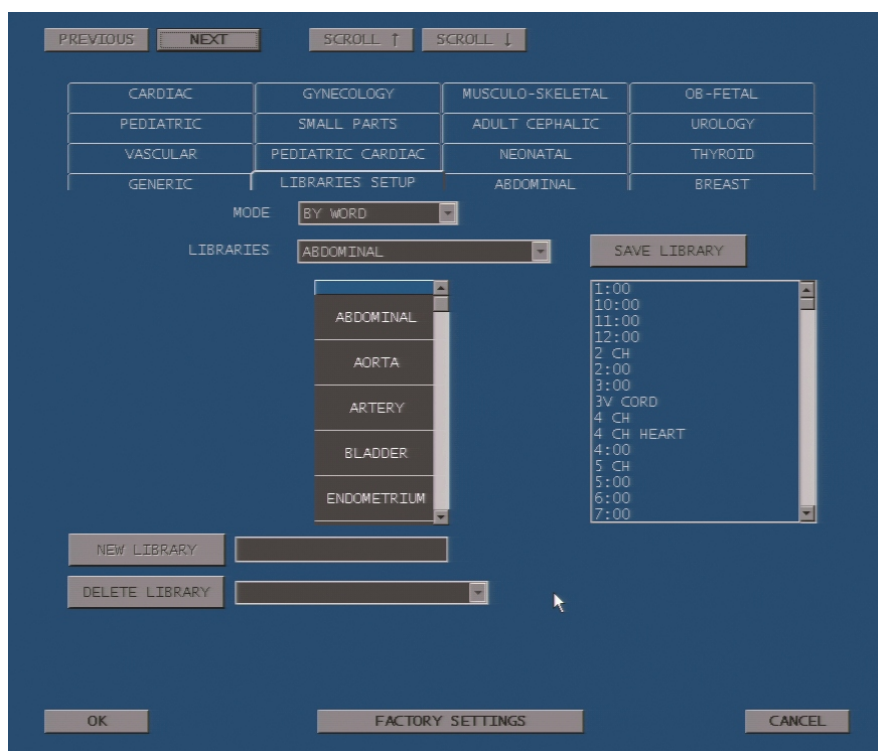 PREVIOUS NEXT SCROLL ↑ SCROLL ↓
CARDIAC GYNECOLOGY MUSCULO-SKELETAL OB-FETAL
PEDIATRIC SMALL PARTS ADULT CEPHALIC UROLOGY
VASCULAR PEDIATRIC CARDIAC NEONATAL THYROID
GENERIC LIBRARIES SETUP ABDOMINAL BREAST
MODE BY WORD
LIBRARIES ABDOMINAL SAVE LIBRARY
ABDOMINAL
AORTA
ARTERY
BLADDER
ENDOMETRIUM
1:00
10:00
11:00
12:00
2 CH
2:00
3:00
3V CORD
4 CH
4 CH HEART
4:00
5 CH
5:00
6:00
7:00
NEW LIBRARY
DELETE LIBRARY
OK FACTORY SETTINGS CANCEL